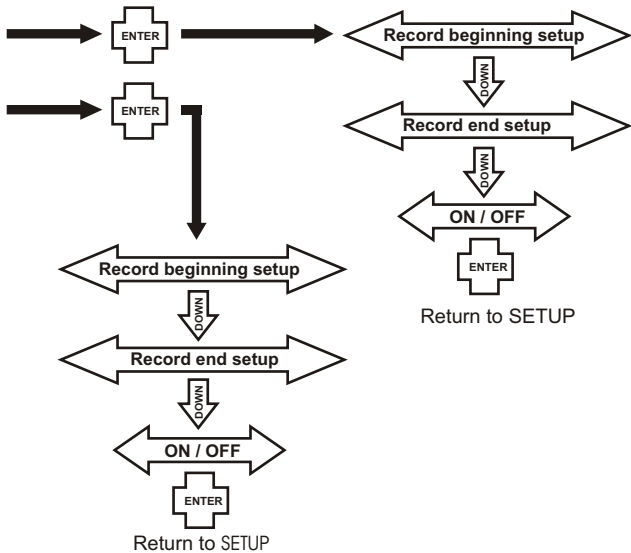 ENTER
Record beginning setup
DOWN
ENTER
Record end setup
DOWN
ON / OFF
ENTER
Return to SETUP
Record beginning setup
DOWN
Record end setup
DOWN
ON / OFF
ENTER
Return to SETUP